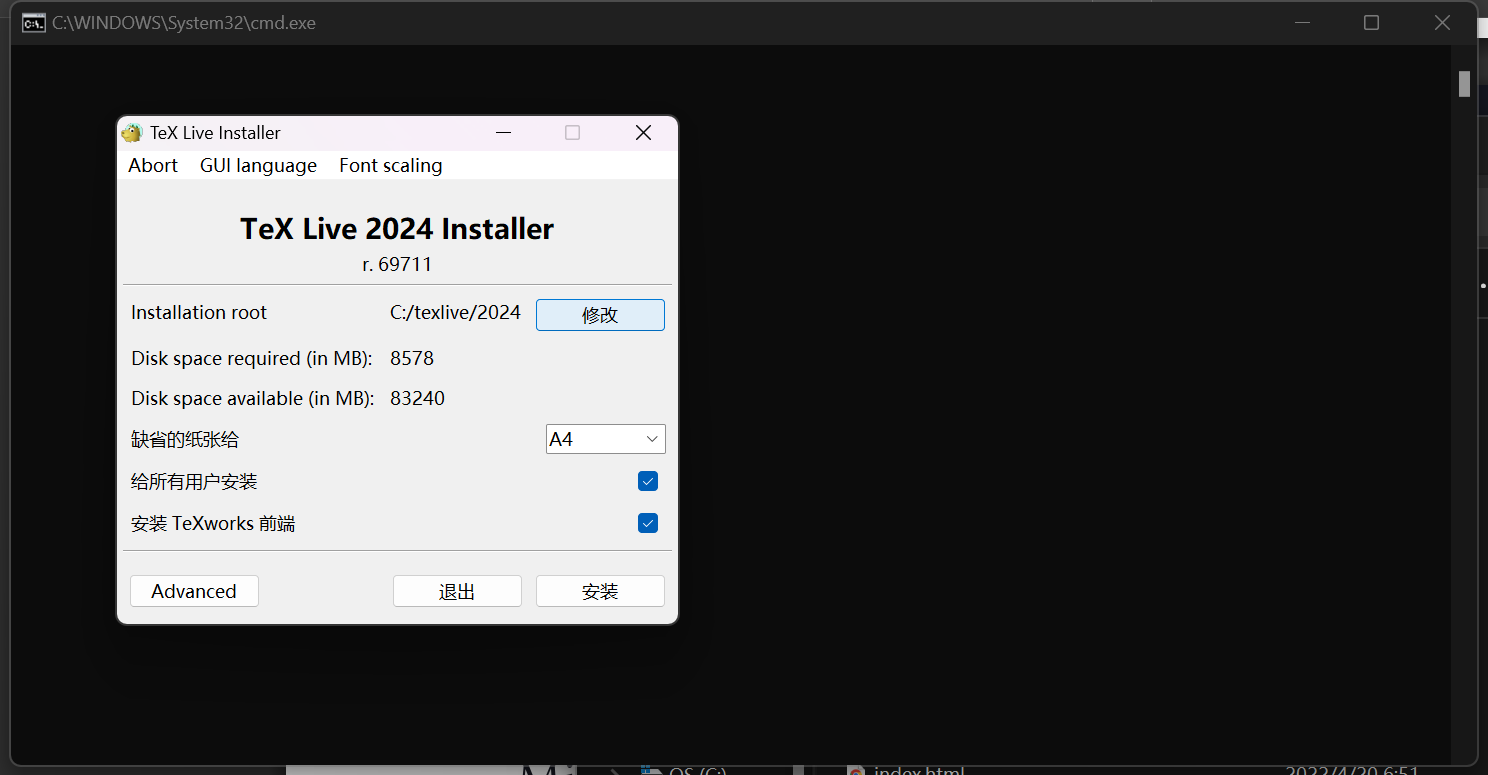 C:\WINDOWS\System32\cmd.exe
TeX Live Installer
Abort GUI language Font scaling
TeX Live 2024 Installer
r. 69711
Installation root C:/texlive/2024 修改
Disk space required (in MB): 8578
Disk space available (in MB): 83240
缺省的纸张给 A4
给所有用户安装
安装 TeXworks 前端
Advanced 退出 安装
OS (C:) index.html 2022/4/20 6:51